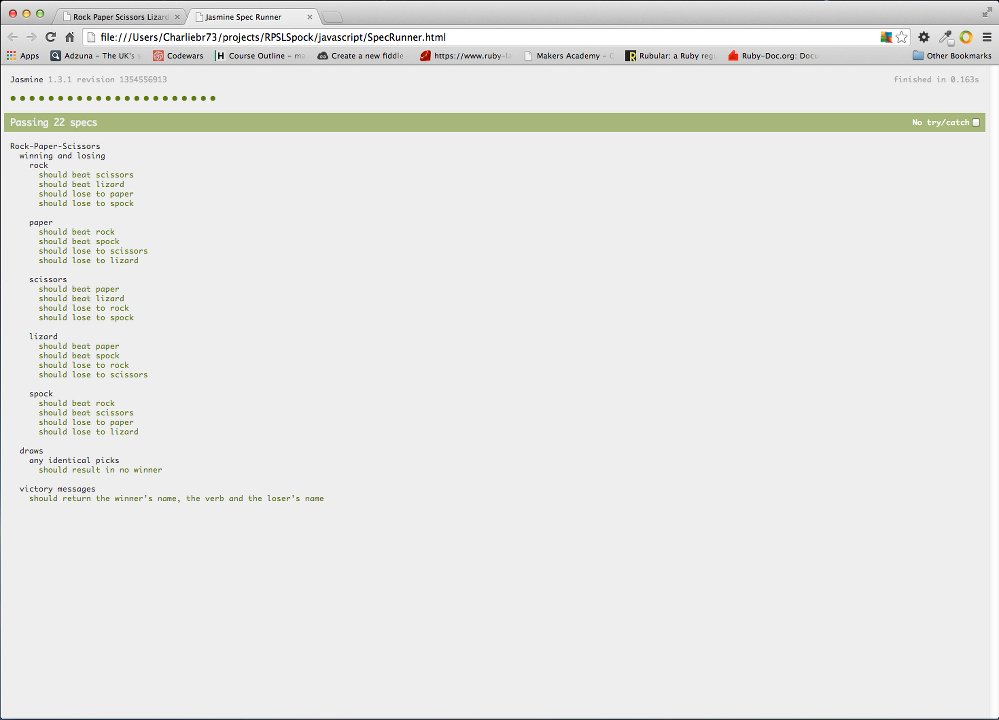 Rock Paper Scissors Lizard
Jasmine Spec Runner
file:///Users/Charliebr73/projects/RPSLSpock/javascript/SpecRunner.html
Apps
Adzuna – The UK's
Codewars
Course Outline – ma
Create a new fiddle
https://www.ruby-la
Makers Academy –
Rubular: a Ruby regu
Ruby-Doc.org: Docu
Other Bookmarks
Jasmine 1.3.1 revision 1354556913
finished in 0.163s
Passing 22 specs
No try/catch
Rock-Paper-Scissors
winning and losing
rock
should beat scissors
should beat lizard
should lose to paper
should lose to spock
paper
should beat rock
should beat spock
should lose to scissors
should lose to lizard
scissors
should beat paper
should beat lizard
should lose to rock
should lose to spock
lizard
should beat paper
should beat spock
should lose to rock
should lose to scissors
spock
should beat rock
should beat scissors
should lose to paper
should lose to lizard
draws
any identical picks
should result in no winner
victory messages
should return the winner's name, the verb and the loser's name